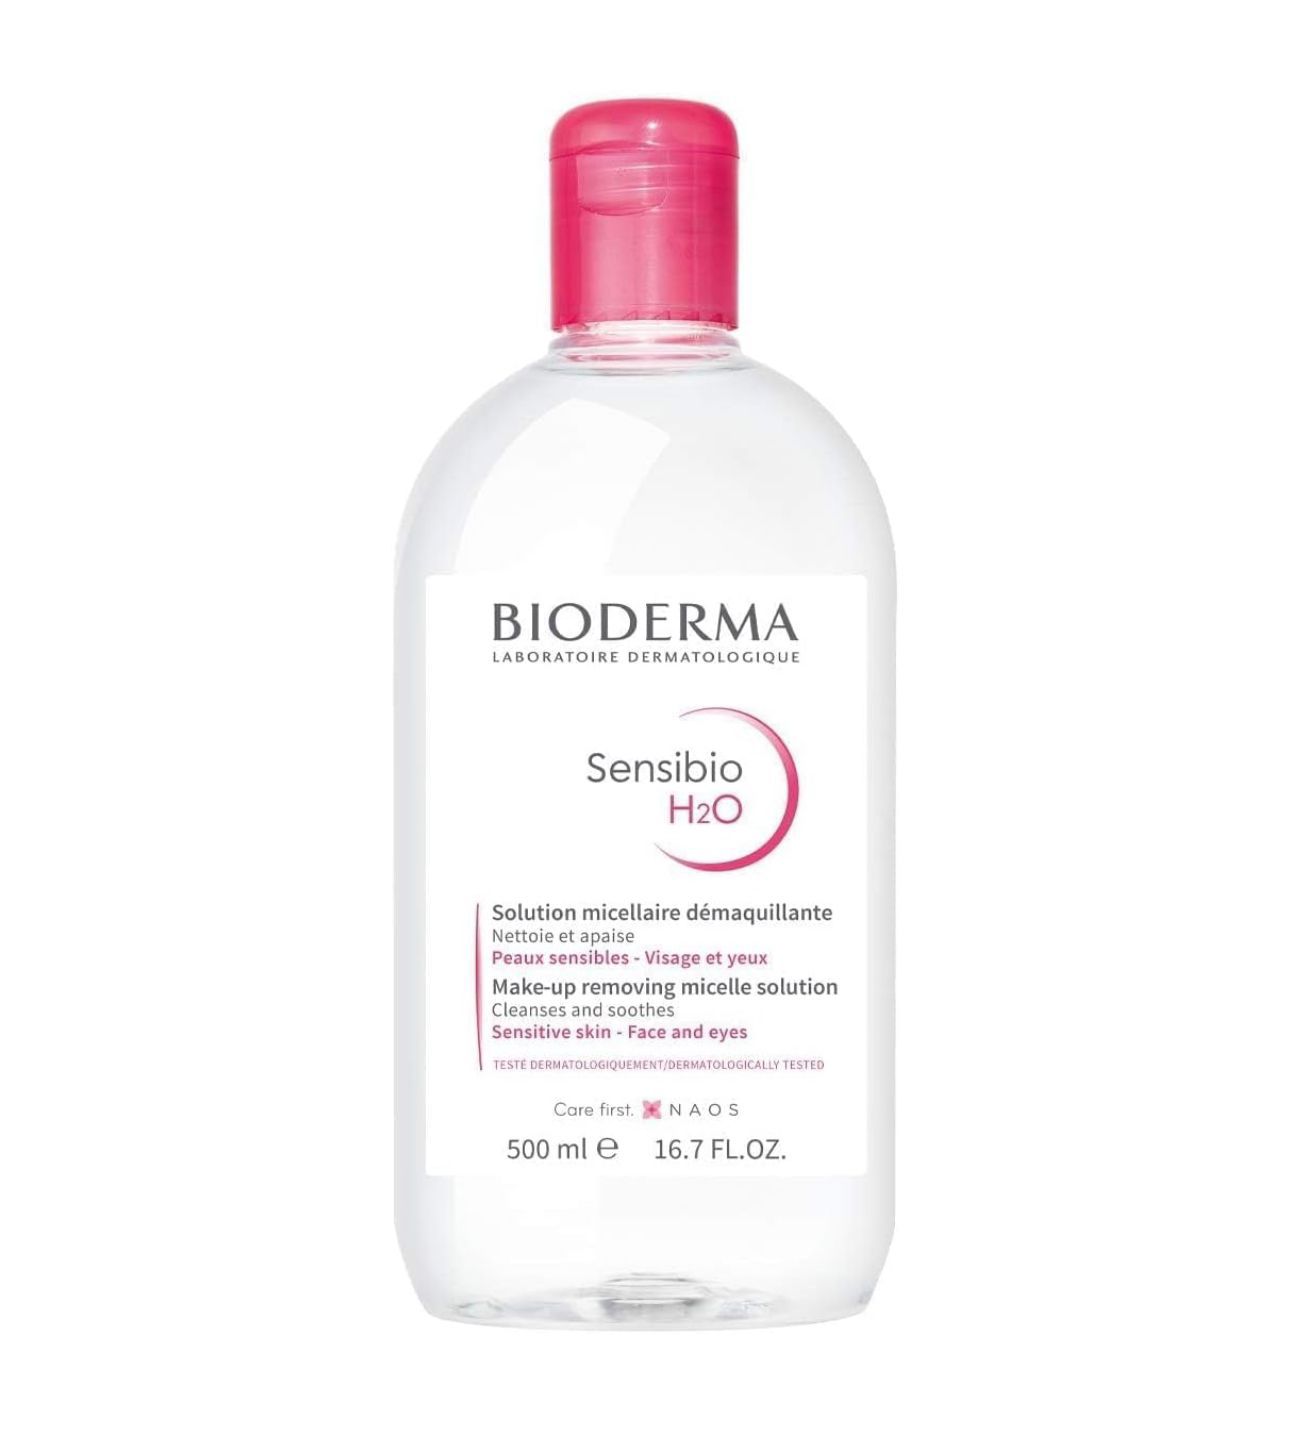 BIODERMA
LABORATOIRE DERMATOLOGIQUE
Sensibio
H2O
Solution micellaire démaquillante
Nettoie et apaise
Peaux sensibles - Visage et yeux
Make-up removing micelle solution
Cleanses and soothes
Sensitive skin - Face and eyes
TESTÉ DERMATOLOGIQUEMENT/DERMATOLOGICALLY TESTED
Care first. NAOS
500 ml ℮ 16.7 FL.OZ.